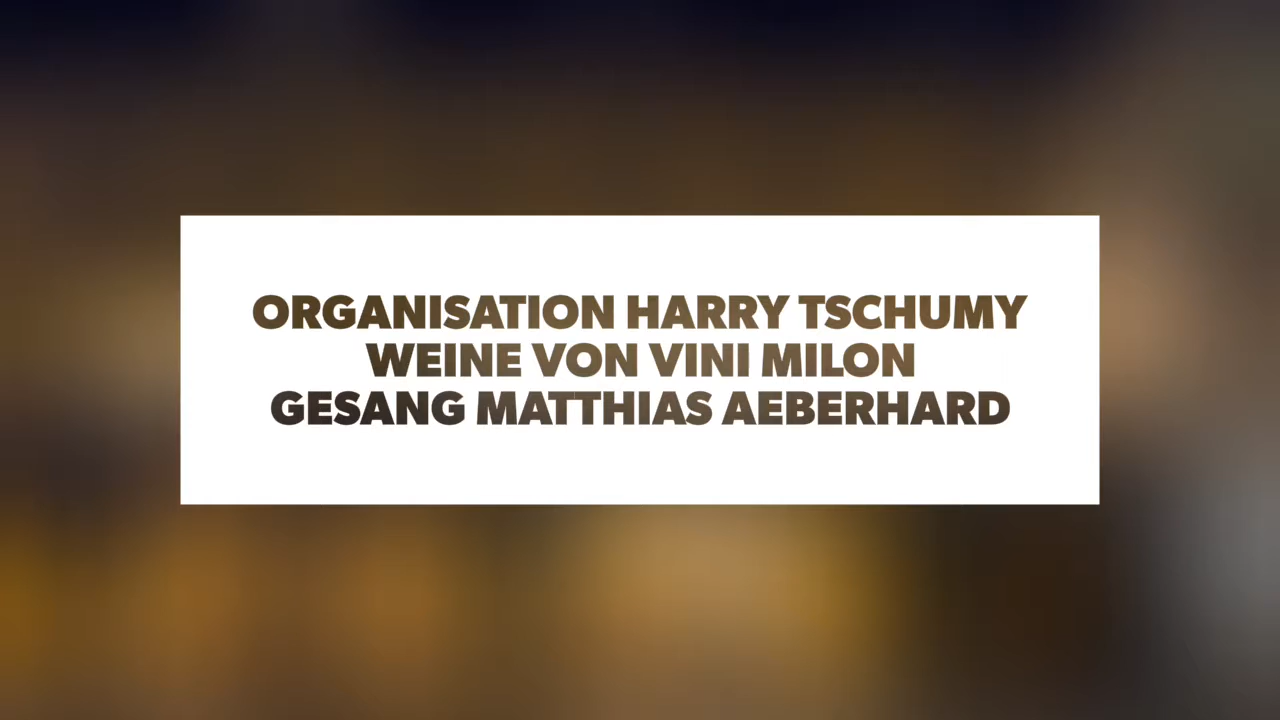 ORGANISATION HARRY TSCHUMY
WEINE VON VINI MILON
GESANG MATTHIAS AEBERHARD